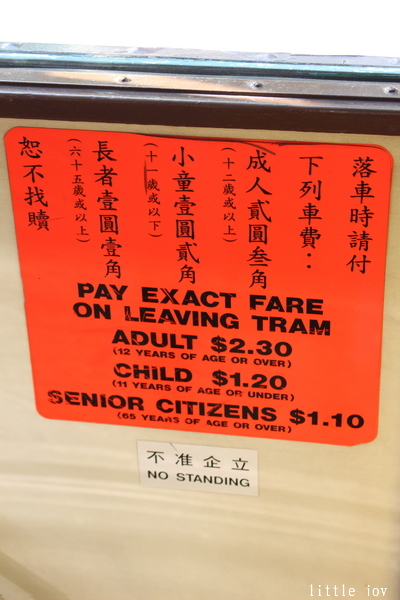 落車時請付
下列車費：
成人貳圓叁角
(十二歲或以上)
小童壹圓貳角
(十一歲或以下)
長者壹圓壹角
(六十五歲或以上)
恕不找贖
PAY EXACT FARE
ON LEAVING TRAM
ADULT $2.30
(12 YEARS OF AGE OR OVER)
CHILD $1.20
(11 YEARS OF AGE OR UNDER)
SENIOR CITIZENS $1.10
(65 YEARS OF AGE OR OVER)
不准企立
NO STANDING
little iov